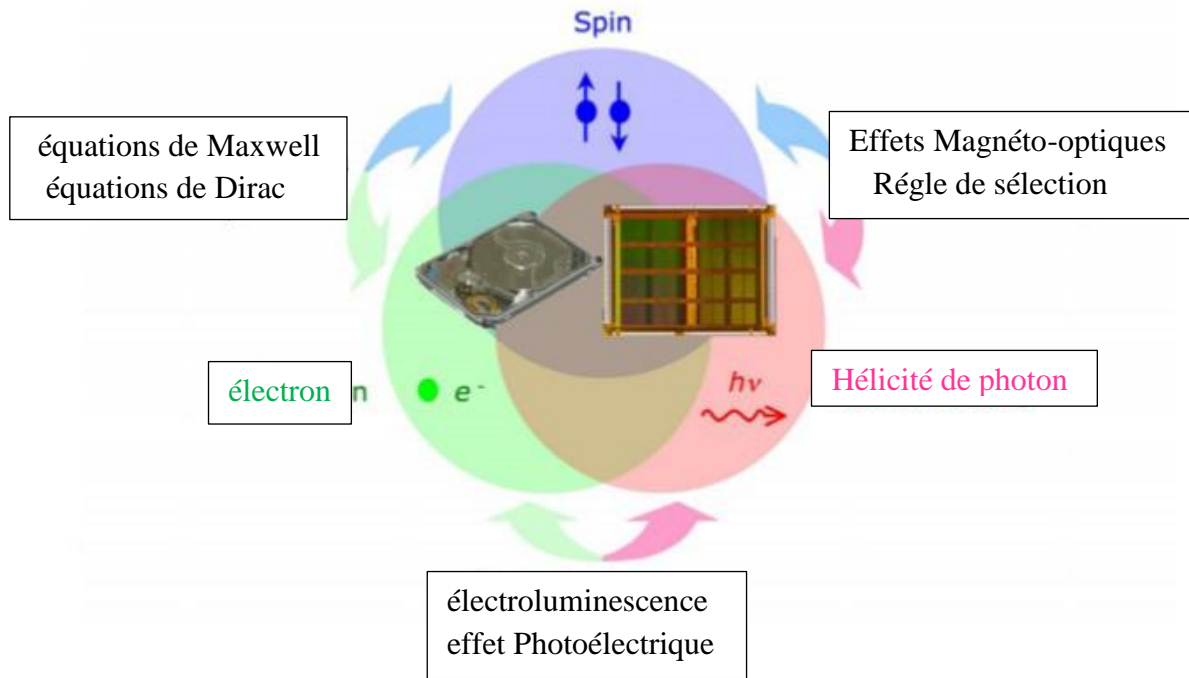 Spin
équations de Maxwell
équations de Dirac
Effets Magnéto-optiques
Régle de sélection
électron n e-
Hélicité de photon
hν
électroluminescence
effet Photoélectrique